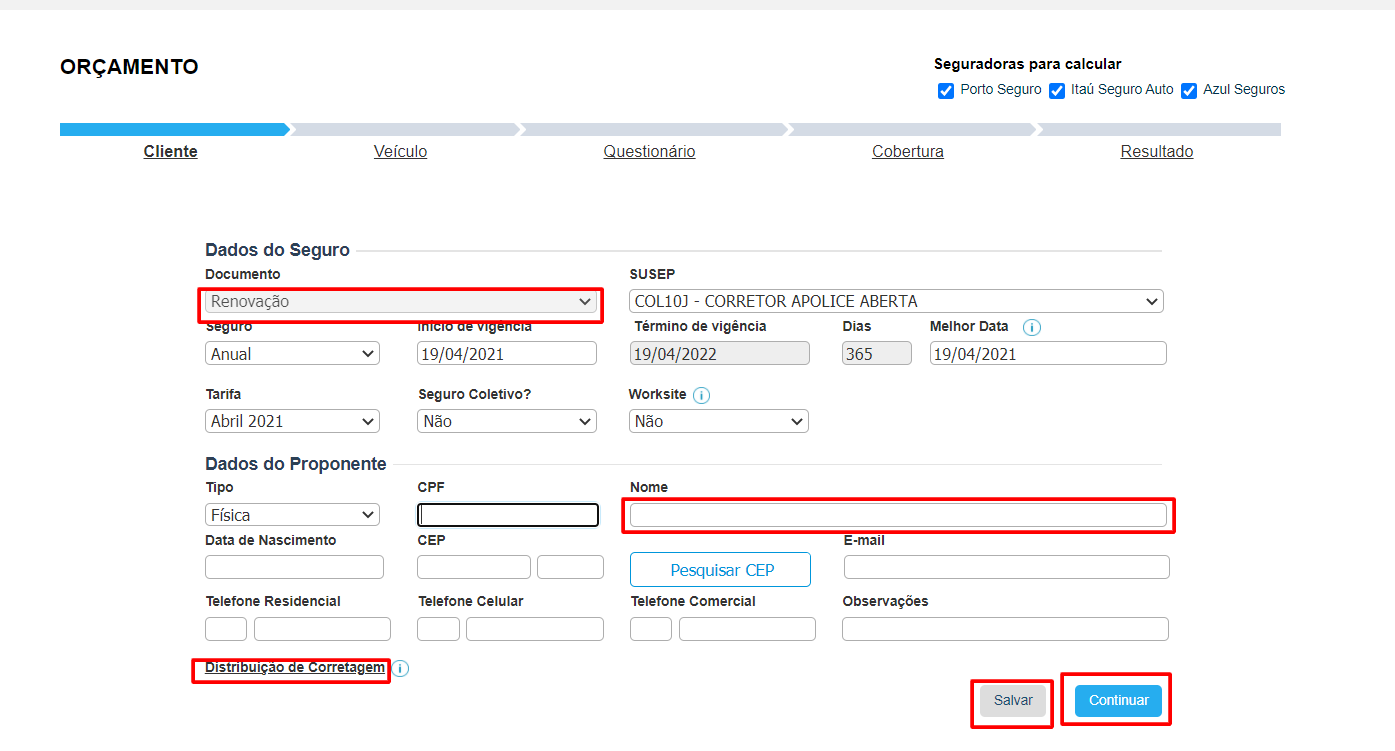 ORÇAMENTO
Seguradoras para calcular
Porto Seguro Itaú Seguro Auto Azul Seguros
Cliente Veículo Questionário Cobertura Resultado
Dados do Seguro
Documento SUSEP
Renovação COL10J - CORRETOR APOLICE ABERTA
Seguro Início de vigência Término de vigência Dias Melhor Data i
Anual 19/04/2021 19/04/2022 365 19/04/2021
Tarifa Seguro Coletivo? Worksite i
Abril 2021 Não Não
Dados do Proponente
Tipo CPF Nome
Física
Data de Nascimento CEP E-mail
Pesquisar CEP
Telefone Residencial Telefone Celular Telefone Comercial Observações
Distribuição de Corretagem i
Salvar Continuar